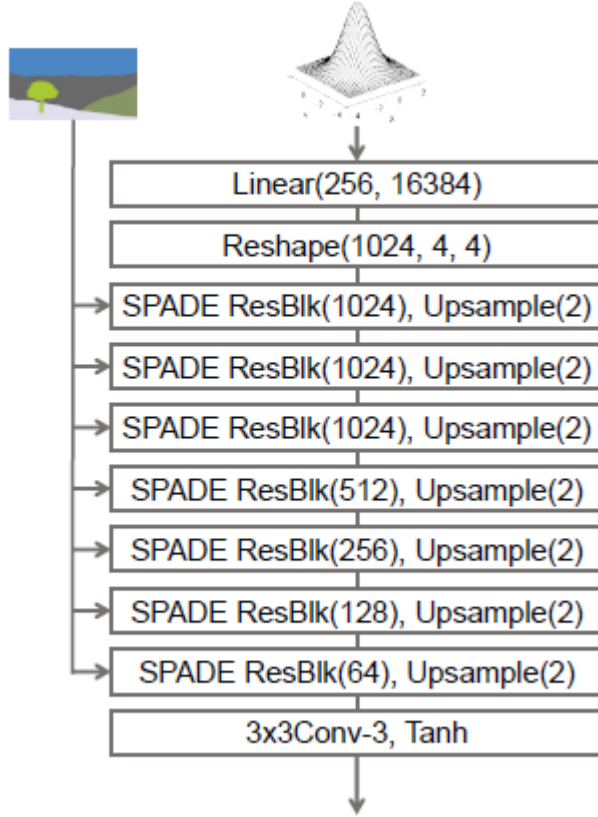 Linear(256, 16384)
Reshape(1024, 4, 4)
SPADE ResBlk(1024), Upsample(2)
SPADE ResBlk(1024), Upsample(2)
SPADE ResBlk(1024), Upsample(2)
SPADE ResBlk(512), Upsample(2)
SPADE ResBlk(256), Upsample(2)
SPADE ResBlk(128), Upsample(2)
SPADE ResBlk(64), Upsample(2)
3x3Conv-3, Tanh